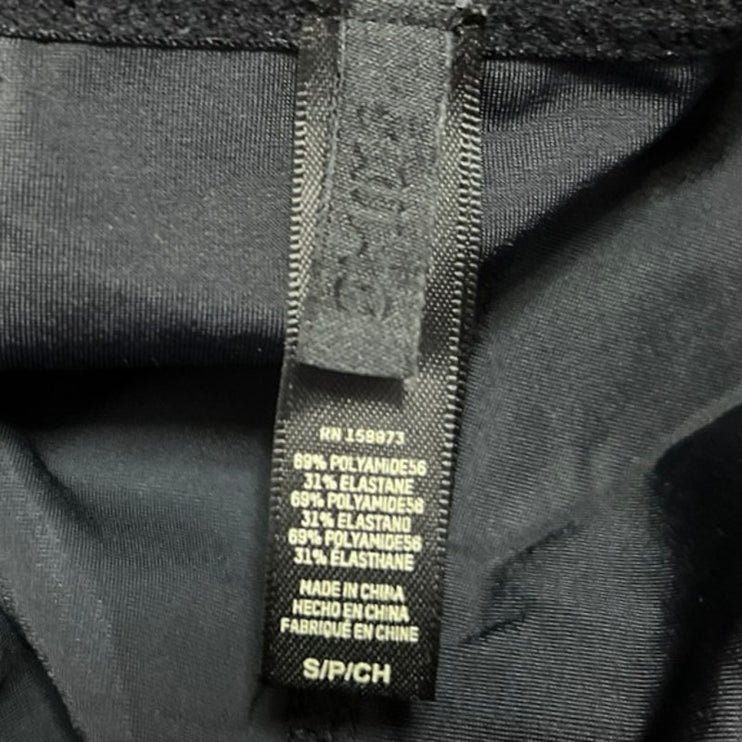 RN 158973
69% POLYAMIDE56
31% ELASTANE
69% POLYAMIDE56
31% ELASTANO
69% POLYAMIDE56
31% ÉLASTHANE
MADE IN CHINA
HECHO EN CHINA
FABRIQUÉ EN CHINE
S/P/CH